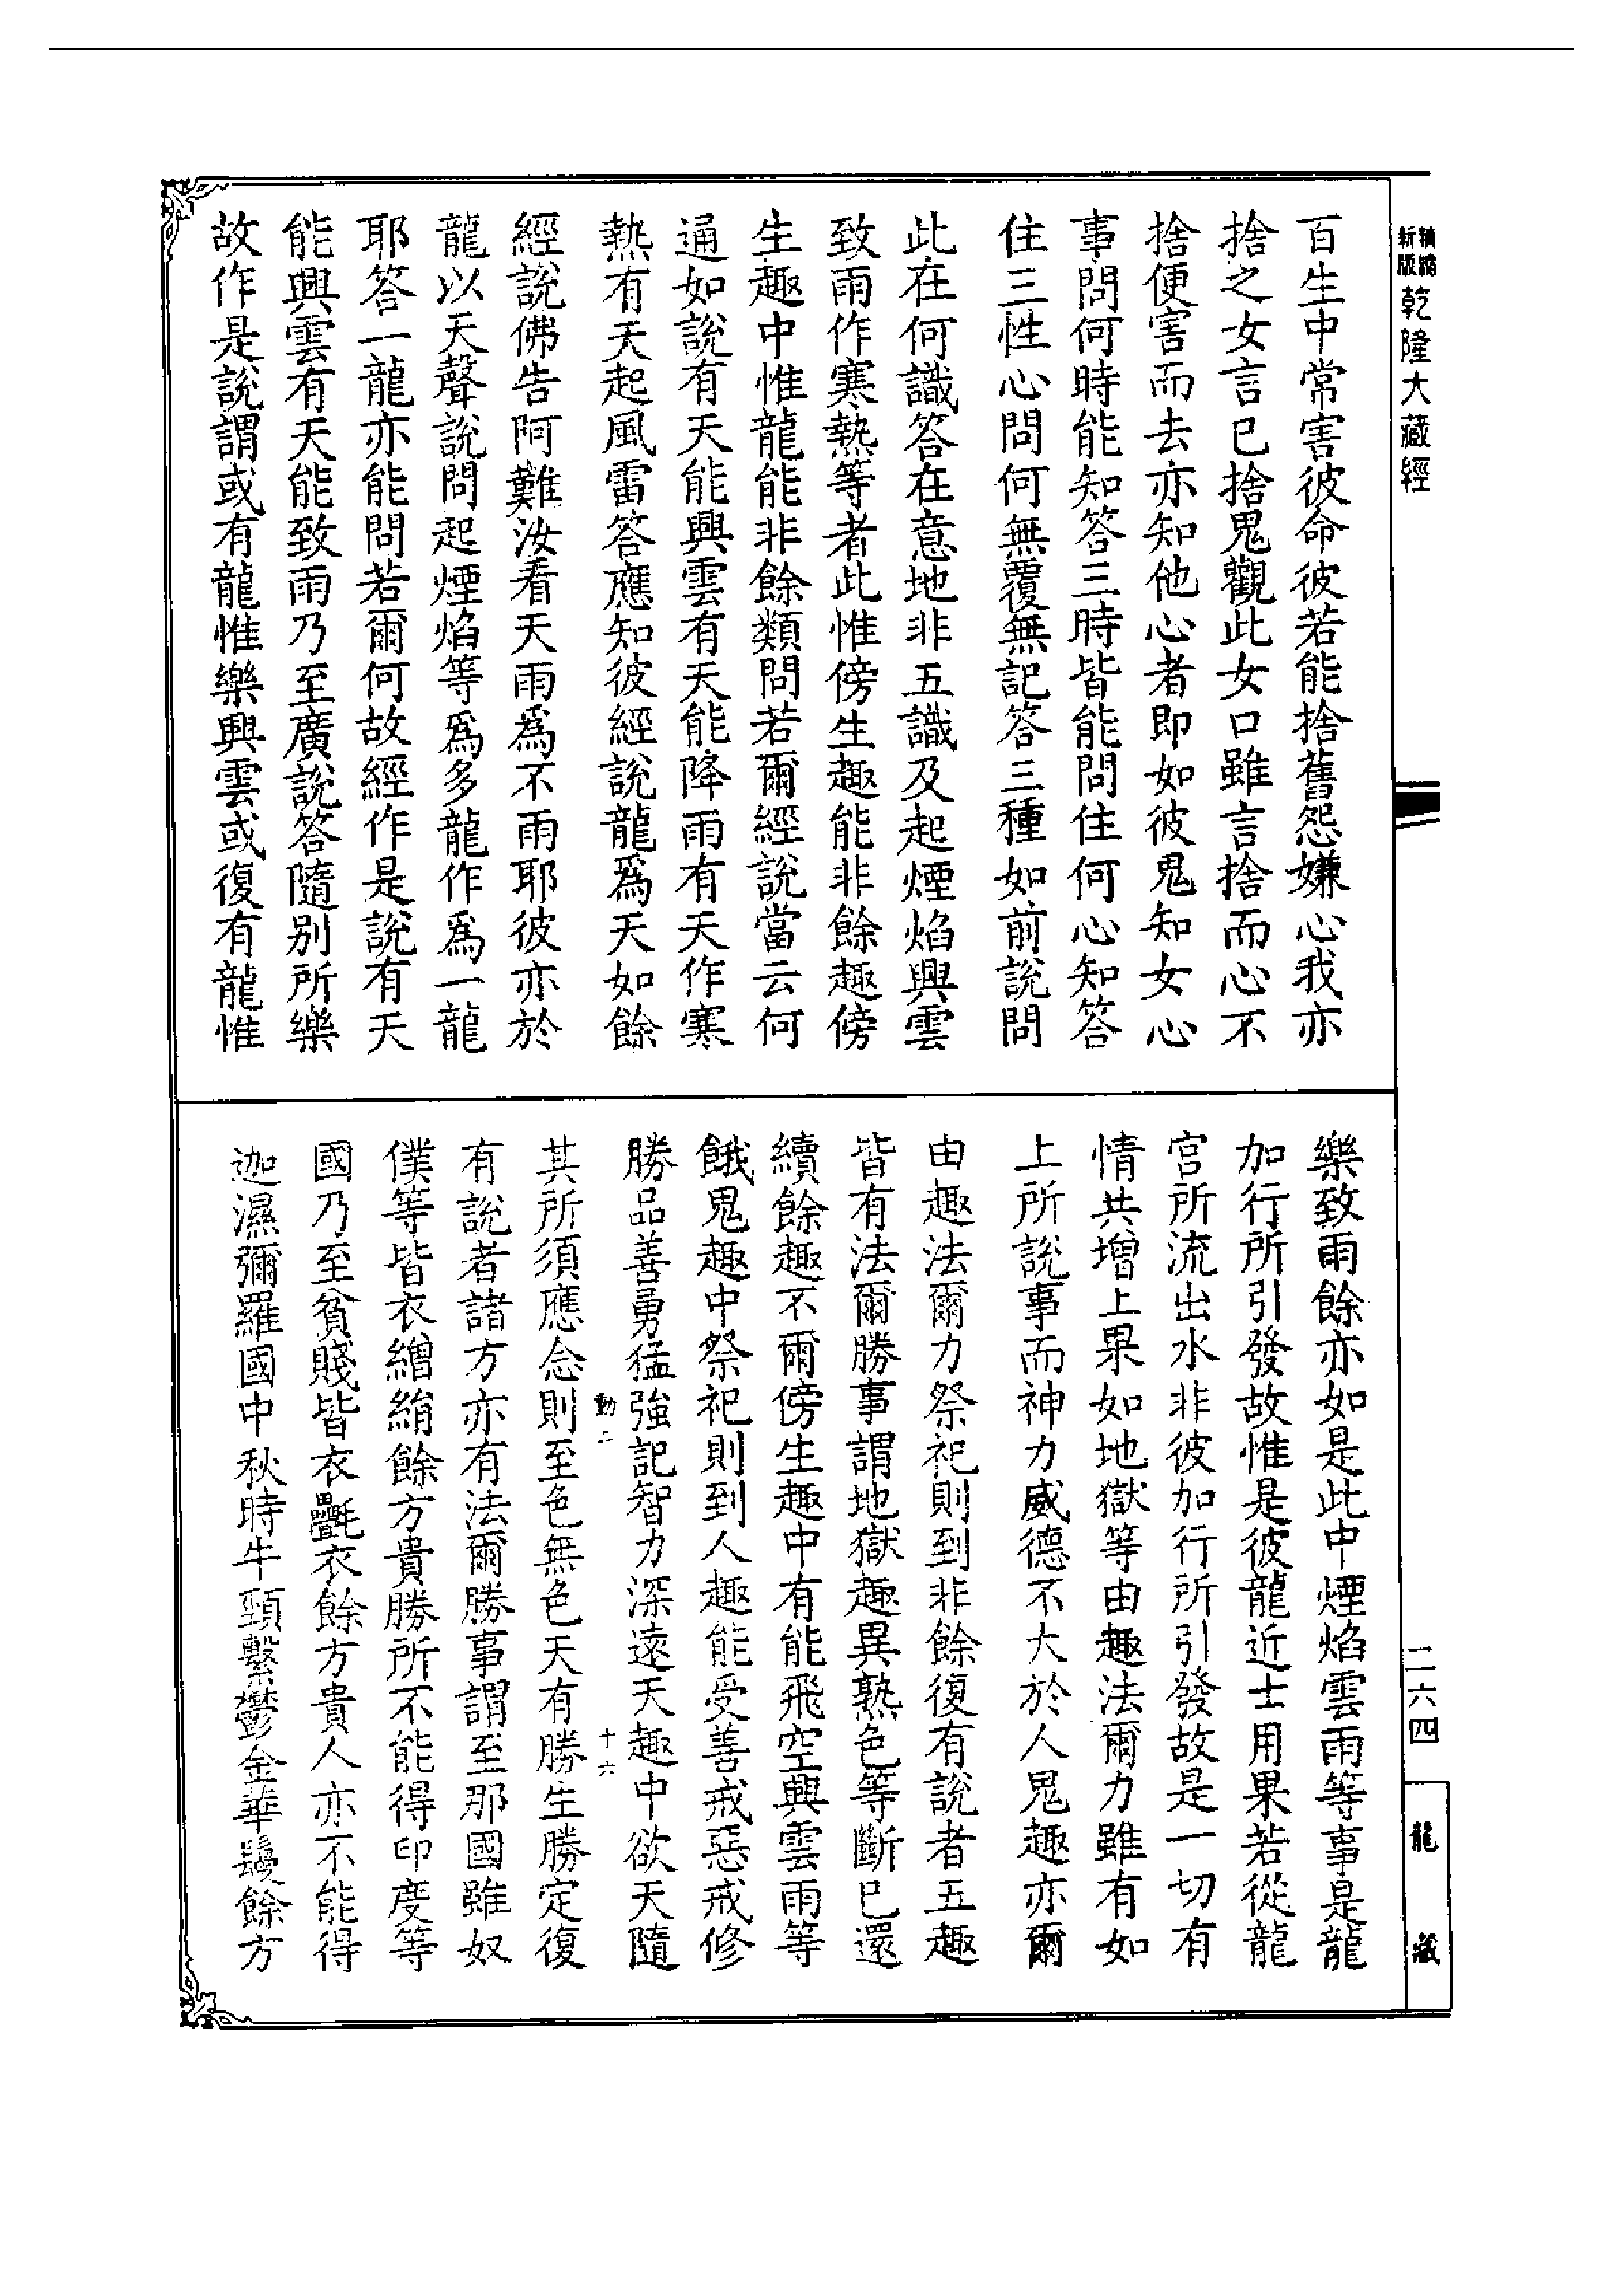 精縮新版乾隆大藏經
百生中常害彼命彼若能捨舊怨嫌心我亦
捨之女言已捨鬼觀此女口雖言捨而心不
捨便害而去亦知他心者即如彼鬼知女心
事問何時能知答三時皆能問住何心知答
住三性心問何無覆無記答三種如前說問
此在何識答在意地非五識及起煙焰興雲
致雨作寒熱等者此惟傍生趣能非餘趣傍
生趣中惟龍能非餘類問若爾經說當云何
通如說有天能興雲有天能降雨有天作寒
熱有天起風雷答應知彼經說龍為天如餘
經說佛告阿難汝看天雨為不雨耶彼亦於
龍以天聲說問起煙焰等為多龍作為一龍
耶答一龍亦能問若爾何故經作是說有天
能興雲有天能致雨乃至廣說答隨別所樂
故作是說謂或有龍惟樂興雲或復有龍惟
樂致雨餘亦如是此中煙焰雲雨等事是龍
加行所引發故惟是彼龍近士用果若從龍
宮所流出水非彼加行所引發故是一切有
情共增上果如地獄等由趣法爾力雖有如
上所說事而神力威德不大於人鬼趣亦爾
由趣法爾力祭祀則到非餘復有說者五趣
皆有法爾勝事謂地獄趣異熟色等斷已還
續餘趣不爾傍生趣中有能飛空興雲雨等
餓鬼趣中祭祀則到人趣能受善戒惡戒修
勝品善勇猛強記智力深遠天趣中欲天隨
動二　十六
其所須應念則至色無色天有勝生勝定復
有說者諸方亦有法爾勝事謂至那國雖奴
僕等皆衣繒絹餘方貴勝所不能得印度等
國乃至貧賤皆衣㲲衣餘方貴人亦不能得
迦濕彌羅國中秋時牛頸繫鬱金華鬘餘方
二六四
龍藏